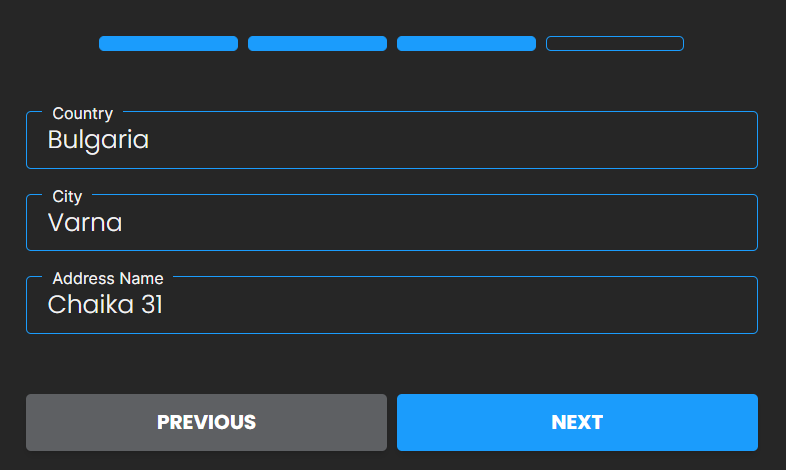 Country
Bulgaria
City
Varna
Address Name
Chaika 31
PREVIOUS
NEXT